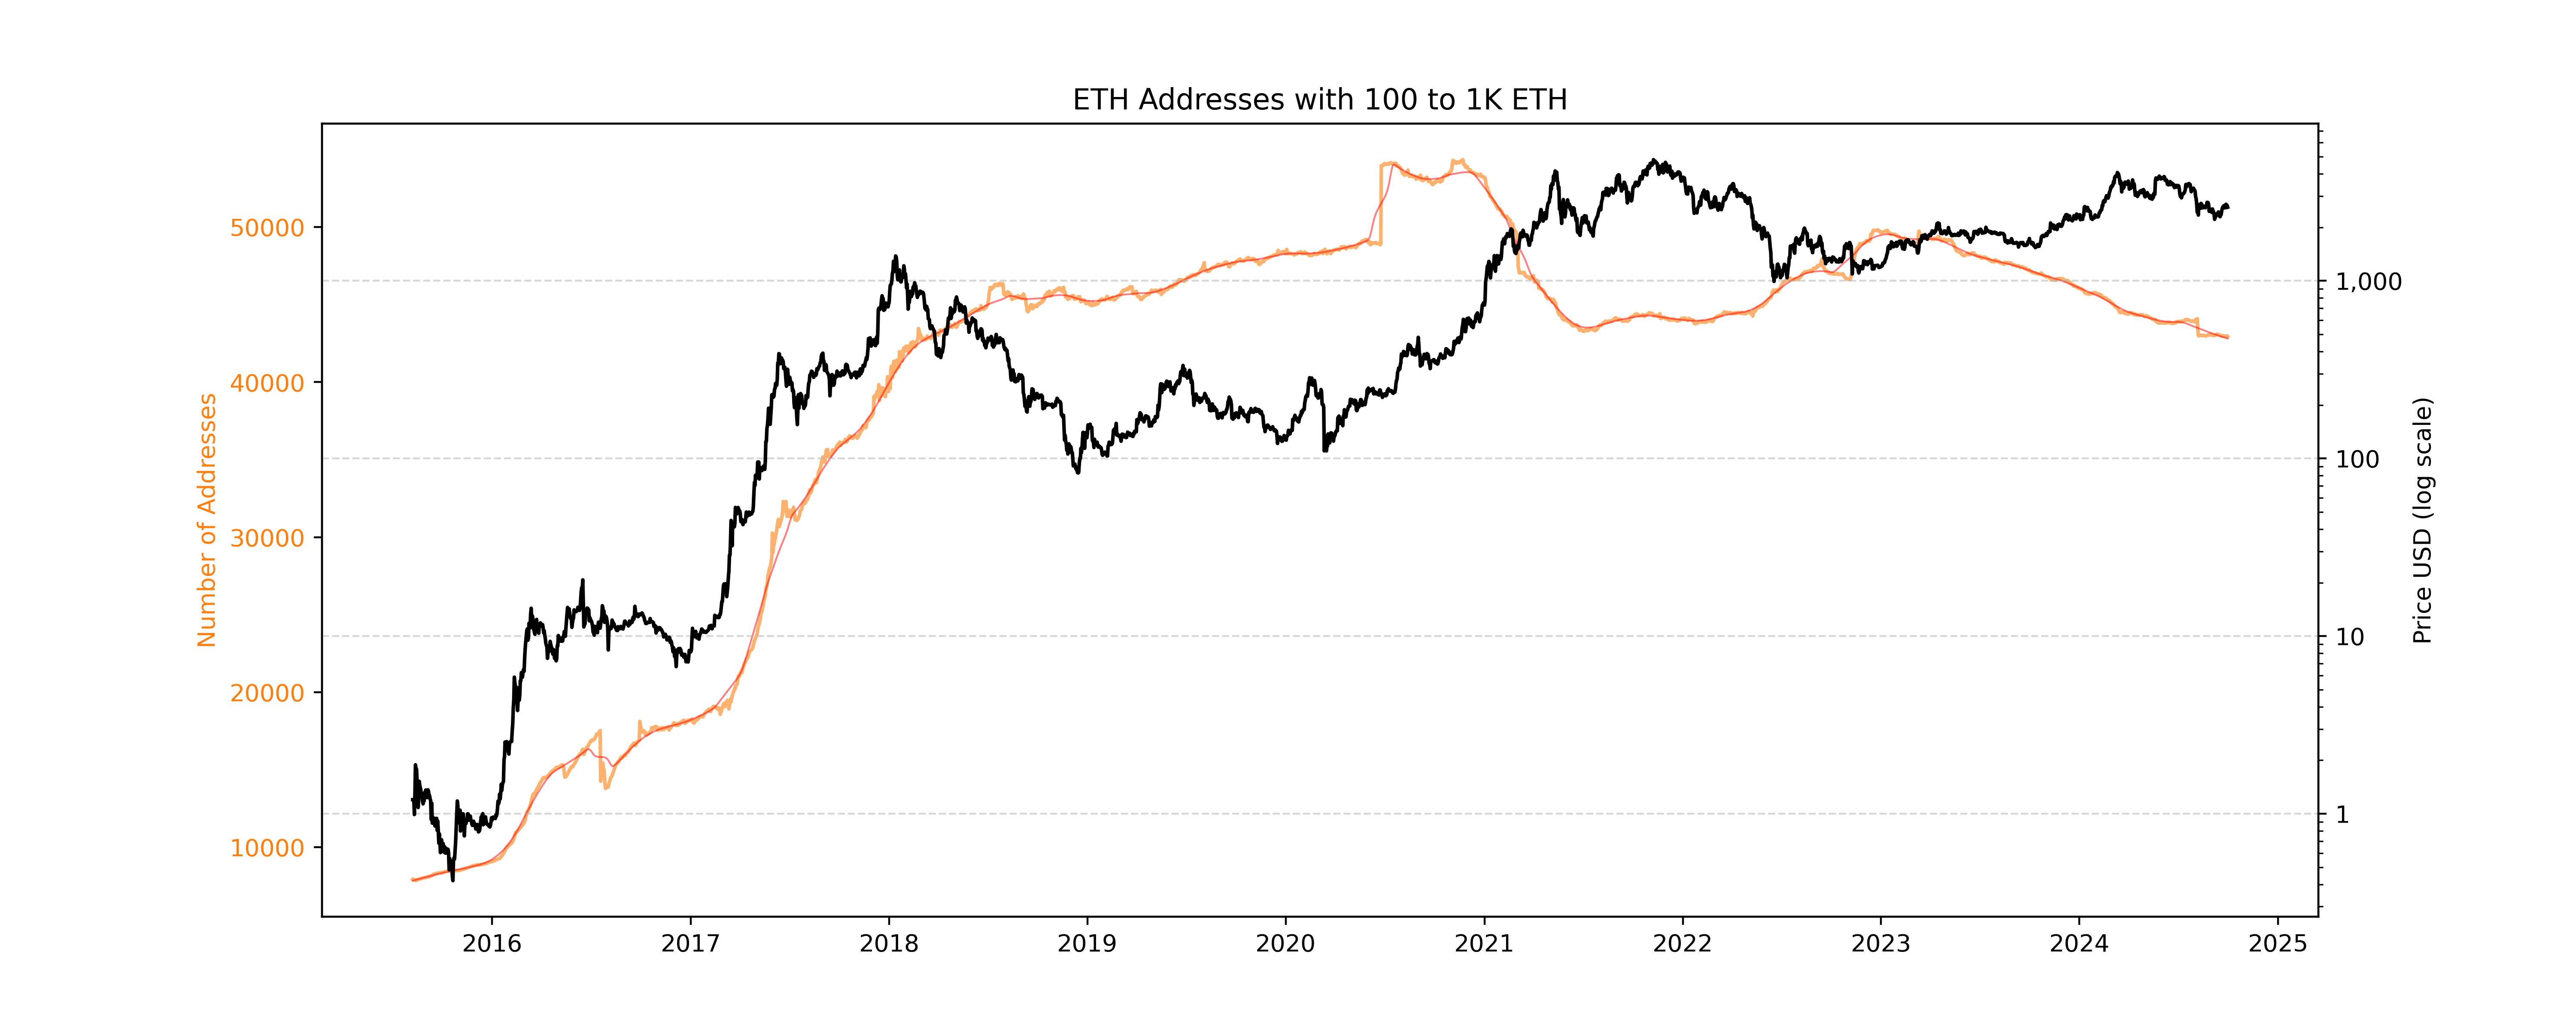 ETH Addresses with 100 to 1K ETH
Number of Addresses
50000
40000
30000
20000
10000
1,000
100
10
1
Price USD (log scale)
2016 2017 2018 2019 2020 2021 2022 2023 2024 2025